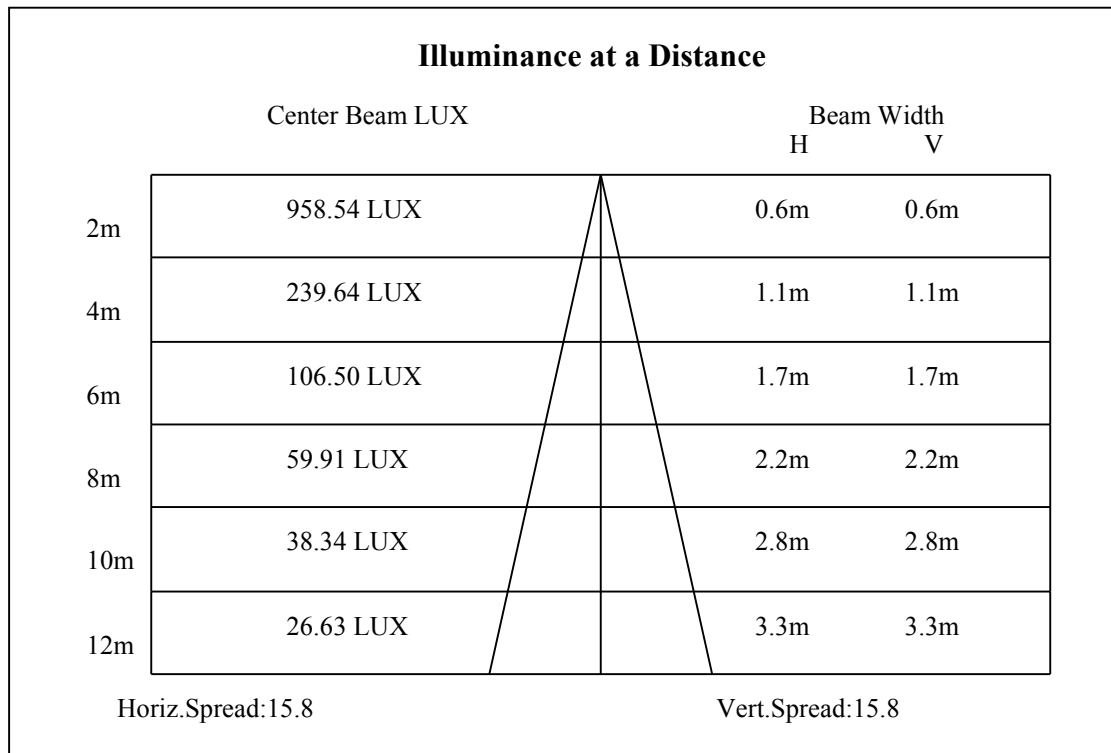 Illuminance at a Distance
Center Beam LUX Beam Width
H V
2m 958.54 LUX 0.6m 0.6m
4m 239.64 LUX 1.1m 1.1m
6m 106.50 LUX 1.7m 1.7m
8m 59.91 LUX 2.2m 2.2m
10m 38.34 LUX 2.8m 2.8m
12m 26.63 LUX 3.3m 3.3m
Horiz.Spread:15.8 Vert.Spread:15.8